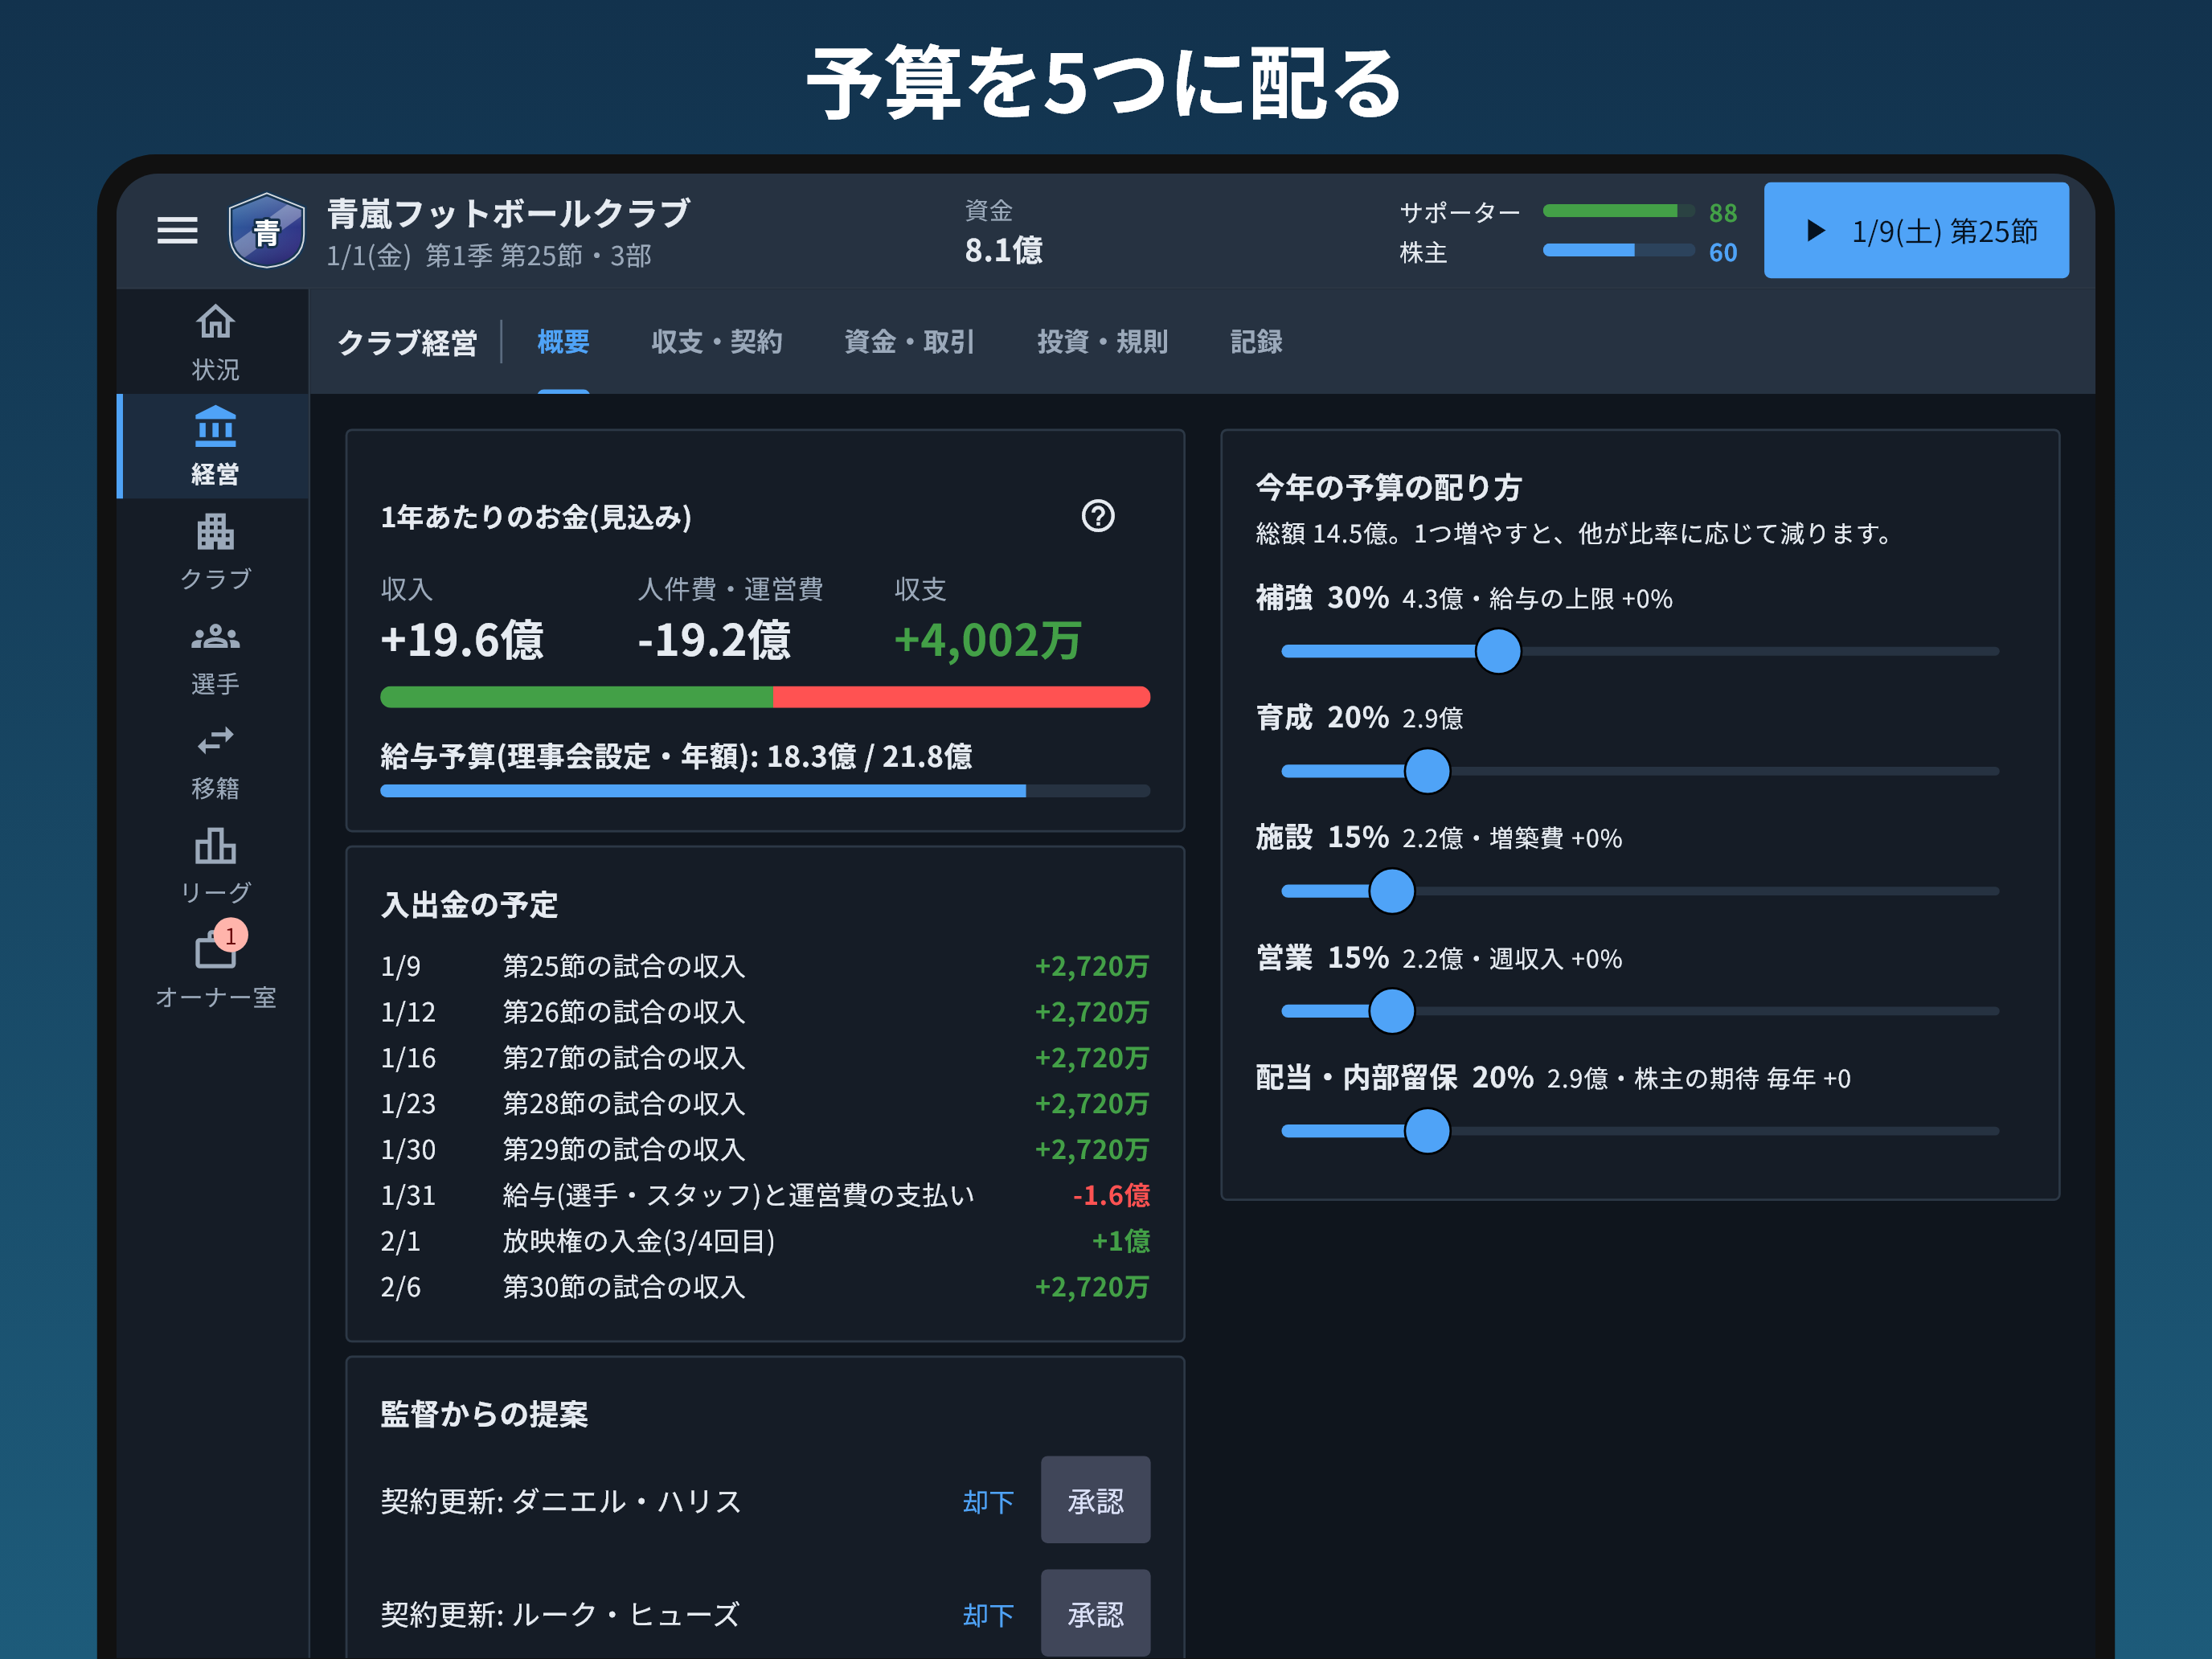 予算を5つに配る
青
青嵐フットボールクラブ
1/1(金) 第1季 第25節・3部
資金
8.1億
サポーター 88
株主 60
1/9(土) 第25節
状況
経営
クラブ
選手
移籍
リーグ
1
オーナー室
クラブ経営 概要 収支・契約 資金・取引 投資・規則 記録
1年あたりのお金(見込み)
収入 人件費・運営費 収支
+19.6億 -19.2億 +4,002万
給与予算(理事会設定・年額): 18.3億 / 21.8億
入出金の予定
1/9 第25節の試合の収入 +2,720万
1/12 第26節の試合の収入 +2,720万
1/16 第27節の試合の収入 +2,720万
1/23 第28節の試合の収入 +2,720万
1/30 第29節の試合の収入 +2,720万
1/31 給与(選手・スタッフ)と運営費の支払い -1.6億
2/1 放映権の入金(3/4回目) +1億
2/6 第30節の試合の収入 +2,720万
監督からの提案
契約更新: ダニエル・ハリス 却下 承認
契約更新: ルーク・ヒューズ 却下 承認
今年の予算の配り方
総額 14.5億。1つ増やすと、他が比率に応じて減ります。
補強 30% 4.3億・給与の上限 +0%
育成 20% 2.9億
施設 15% 2.2億・増築費 +0%
営業 15% 2.2億・週収入 +0%
配当・内部留保 20% 2.9億・株主の期待 毎年 +0